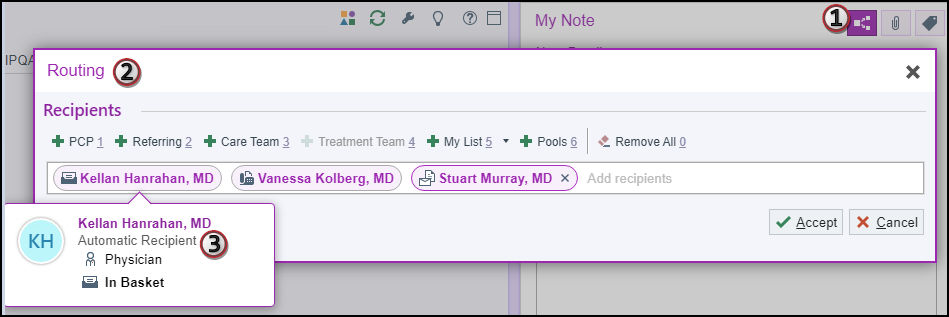 My Note
1
IPQA
Routing 2
Recipients
PCP 1 Referring 2 Care Team 3 Treatment Team 4 My List 5 Pools 6 Remove All 0
Kellan Hanrahan, MD Vanessa Kolberg, MD Stuart Murray, MD Add recipients
Accept Cancel
KH
Kellan Hanrahan, MD
Automatic Recipient 3
Physician
In Basket